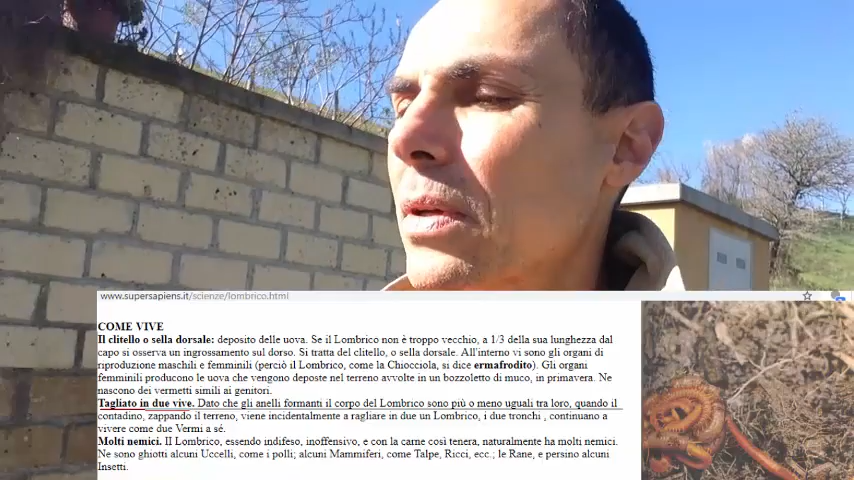 www.supersapiens.it/scienze/lombrico.html
COME VIVE
Il clitello o sella dorsale: deposito delle uova. Se il Lombrico non è troppo vecchio, a 1/3 della sua lunghezza dal
capo si osserva un ingrossamento sul dorso. Si tratta del clitello, o sella dorsale. All'interno vi sono gli organi di
riproduzione maschili e femminili (perciò il Lombrico, come la Chiocciola, si dice ermafrodito). Gli organi
femminili producono le uova che vengono deposte nel terreno avvolte in un bozzoletto di muco, in primavera. Ne
nascono dei vermetti simili ai genitori.
Tagliato in due vive. Dato che gli anelli formanti il corpo del Lombrico sono più o meno uguali tra loro, quando il
contadino, zappando il terreno, viene incidentalmente a ragliare in due un Lombrico, i due tronchi , continuano a
vivere come due Vermi a sé.
Molti nemici. II Lombrico, essendo indifeso, inoffensivo, e con la carne così tenera, naturalmente ha molti nemici.
Ne sono ghiotti alcuni Uccelli, come i polli; alcuni Mammiferi, come Talpe, Ricci, ecc.; le Rane, e persino alcuni
Insetti.